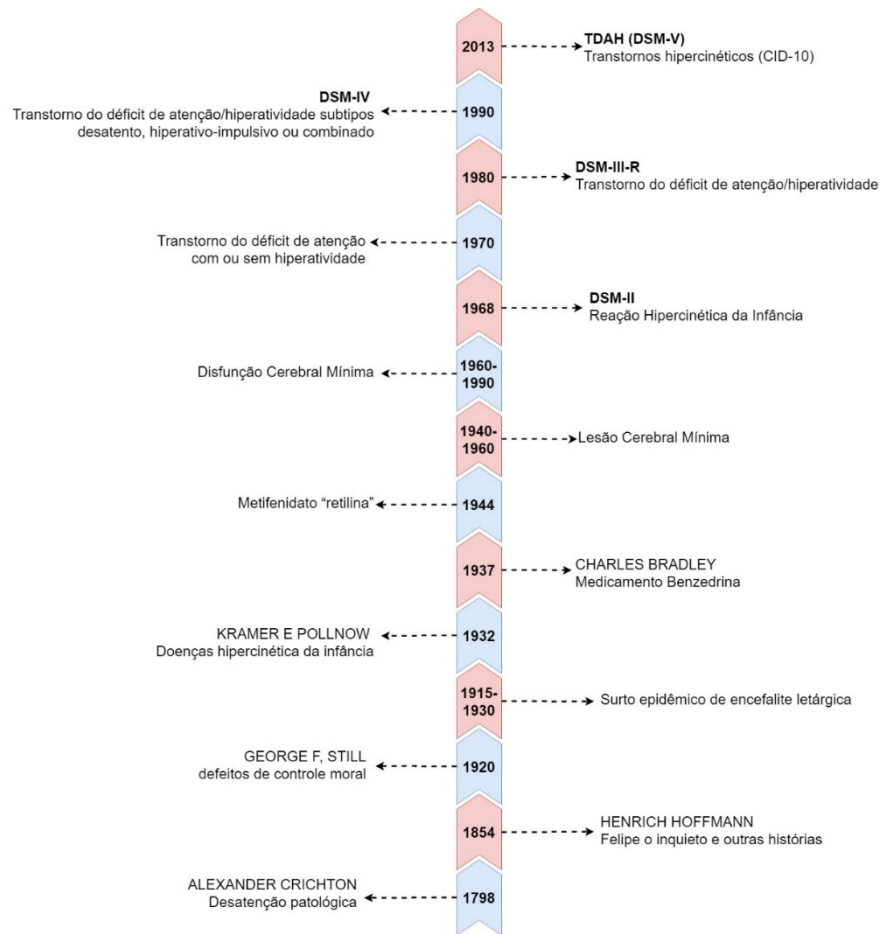 2013
TDAH (DSM-V)
Transtornos hipercinéticos (CID-10)
DSM-IV
Transtorno do déficit de atenção/hiperatividade subtipos
desatento, hiperativo-impulsivo ou combinado
1990
1980
DSM-III-R
Transtorno do déficit de atenção/hiperatividade
Transtorno do déficit de atenção
com ou sem hiperatividade
1970
1968
DSM-II
Reação Hipercinética da Infância
Disfunção Cerebral Mínima
1960-
1990
1940-
1960
Lesão Cerebral Mínima
Metifenidato “retilina”
1944
1937
CHARLES BRADLEY
Medicamento Benzedrina
KRAMER E POLLNOW
Doenças hipercinética da infância
1932
1915-
1930
Surto epidêmico de encefalite letárgica
GEORGE F, STILL
defeitos de controle moral
1920
1854
HENRICH HOFFMANN
Felipe o inquieto e outras histórias
ALEXANDER CRICHTON
Desatenção patológica
1798